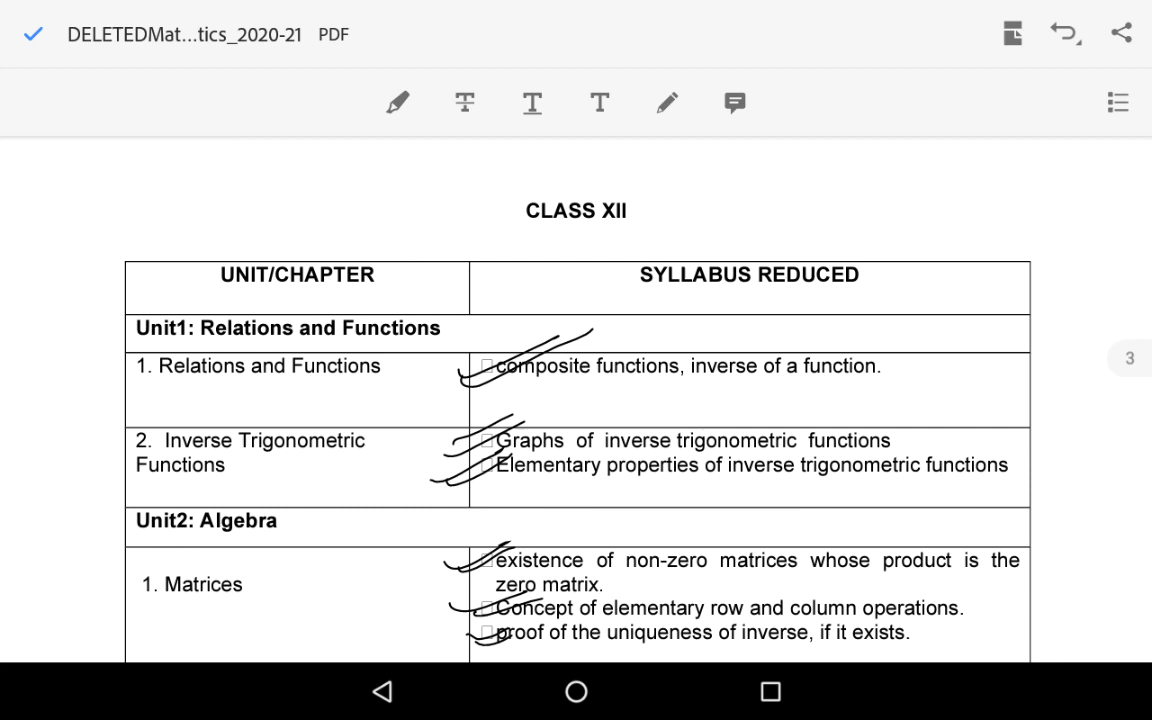 DELETEDMat...tics_2020-21 PDF
CLASS XII
UNIT/CHAPTER SYLLABUS REDUCED
Unit1: Relations and Functions
1. Relations and Functions composite functions, inverse of a function.
2. Inverse Trigonometric Graphs of inverse trigonometric functions
Functions Elementary properties of inverse trigonometric functions
Unit2: Algebra
existence of non-zero matrices whose product is the
1. Matrices zero matrix.
Concept of elementary row and column operations.
proof of the uniqueness of inverse, if it exists.
3